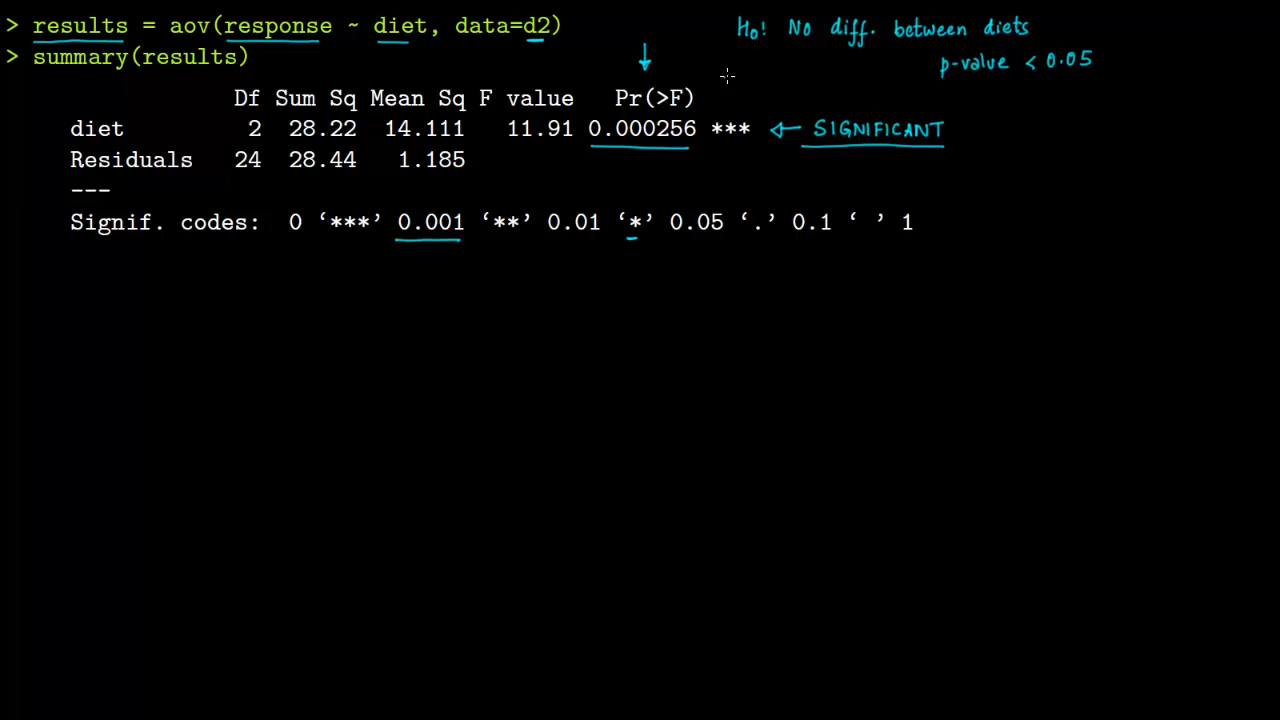 > results = aov(response ~ diet, data=d2)
H₀! No diff. between diets
> summary(results)
p-value < 0.05
Df Sum Sq Mean Sq F value Pr(>F)
diet 2 28.22 14.111 11.91 0.000256 *** ← SIGNIFICANT
Residuals 24 28.44 1.185
---
Signif. codes: 0 ‘***’ 0.001 ‘**’ 0.01 ‘*’ 0.05 ‘.’ 0.1 ‘ ’ 1